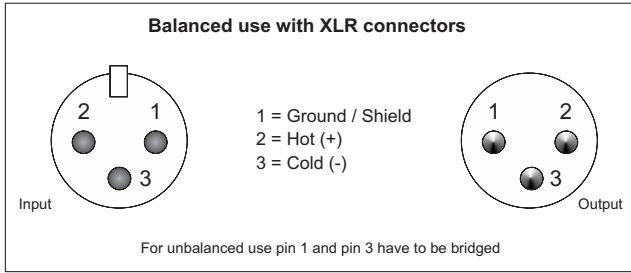 Balanced use with XLR connectors
2 1
3
Input
1 = Ground / Shield
2 = Hot (+)
3 = Cold (-)
1 2
3
Output
For unbalanced use pin 1 and pin 3 have to be bridged